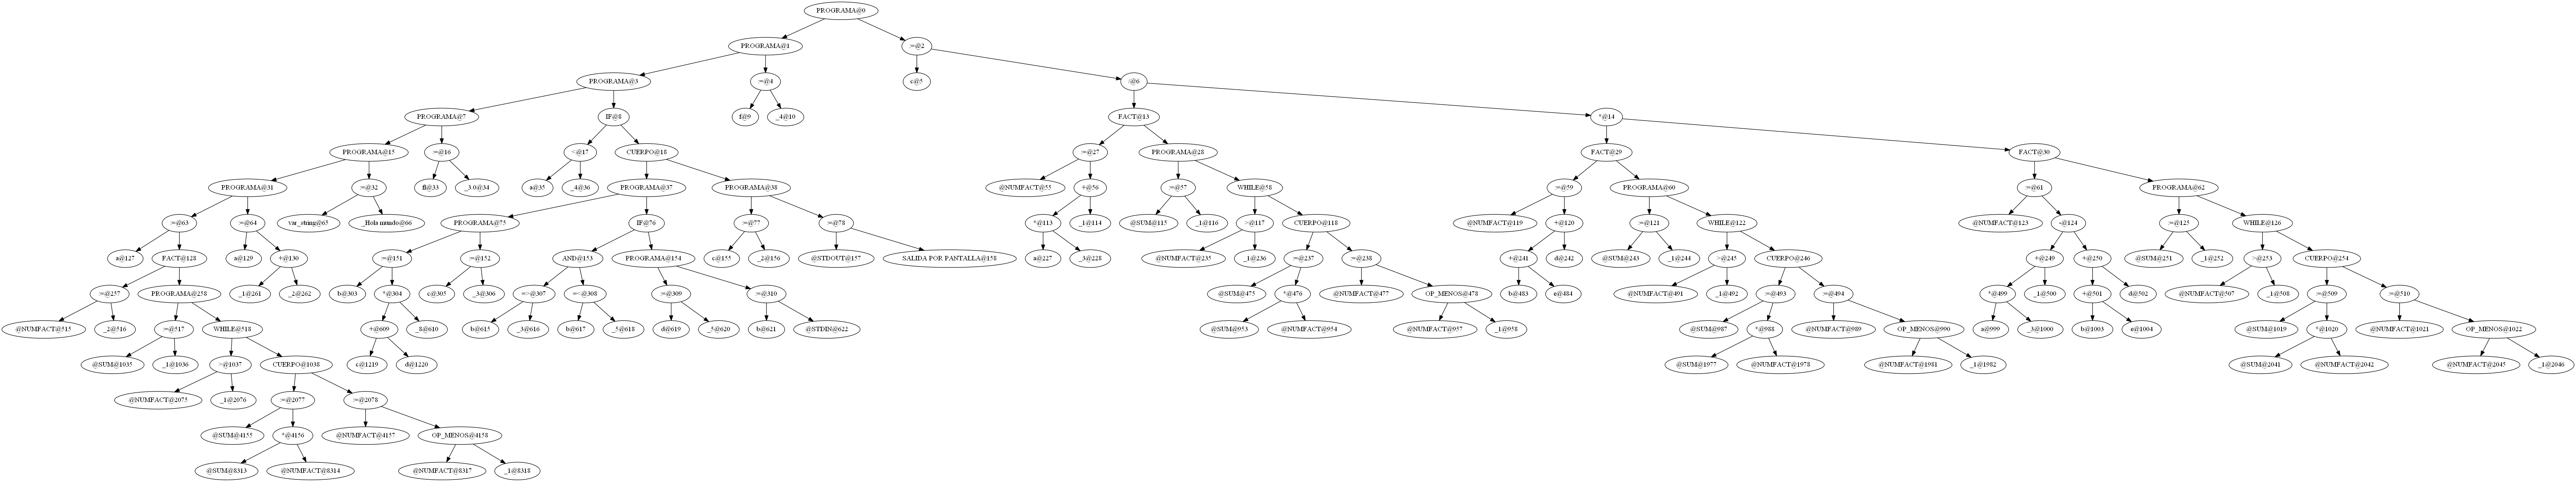 PROGRAMA@0
PROGRAMA@1 :=@2
PROGRAMA@3 :=@4 c@5 /@6
PROGRAMA@7 IF@8 f@9 _4@10 FACT@13 *@14
PROGRAMA@15 :=@16 <@17 CUERPO@18 :=@27 PROGRAMA@28 FACT@29 FACT@30
PROGRAMA@31 :=@32 fl@33 _3.0@34 a@35 _4@36 PROGRAMA@37 PROGRAMA@38 @NUMFACT@55 +@56 :=@57 WHILE@58 :=@59 PROGRAMA@60 :=@61 PROGRAMA@62
:=@63 :=@64 var_string@65 _Hola mundo@66 PROGRAMA@75 IF@76 :=@77 :=@78 *@113 _1@114 @SUM@115 _1@116 >@117 CUERPO@118 @NUMFACT@119 +@120 :=@121 WHILE@122 @NUMFACT@123 -@124 :=@125 WHILE@126
a@127 FACT@128 a@129 +@130 :=@151 :=@152 AND@153 PROGRAMA@154 c@155 _2@156 @STDOUT@157 SALIDA POR PANTALLA@158 a@227 _3@228 @NUMFACT@235 _1@236 :=@237 :=@238 +@241 d@242 @SUM@243 _1@244 >@245 CUERPO@246 +@249 +@250 @SUM@251 _1@252 >@253 CUERPO@254
:=@257 PROGRAMA@258 _1@261 _2@262 b@303 *@304 c@305 _3@306 =>@307 =<@308 :=@309 :=@310 @SUM@475 *@476 @NUMFACT@477 OP_MENOS@478 b@483 e@484 @NUMFACT@491 _1@492 :=@493 :=@494 *@499 _1@500 +@501 d@502 @NUMFACT@507 _1@508 :=@509 :=@510
@NUMFACT@515 _2@516 :=@517 WHILE@518 +@609 _8@610 b@615 _3@616 b@617 _5@618 d@619 _5@620 b@621 @STDIN@622 @SUM@953 @NUMFACT@954 @NUMFACT@957 _1@958 @SUM@987 *@988 @NUMFACT@989 OP_MENOS@990 a@999 _3@1000 b@1003 e@1004 @SUM@1019 *@1020 @NUMFACT@1021 OP_MENOS@1022
@SUM@1035 _1@1036 >@1037 CUERPO@1038 c@1219 d@1220 @SUM@1977 @NUMFACT@1978 @NUMFACT@1981 _1@1982 @SUM@2041 @NUMFACT@2042 @NUMFACT@2045 _1@2046
@NUMFACT@2075 _1@2076 :=@2077 :=@2078
@SUM@4155 *@4156 @NUMFACT@4157 OP_MENOS@4158
@SUM@8313 @NUMFACT@8314 @NUMFACT@8317 _1@8318